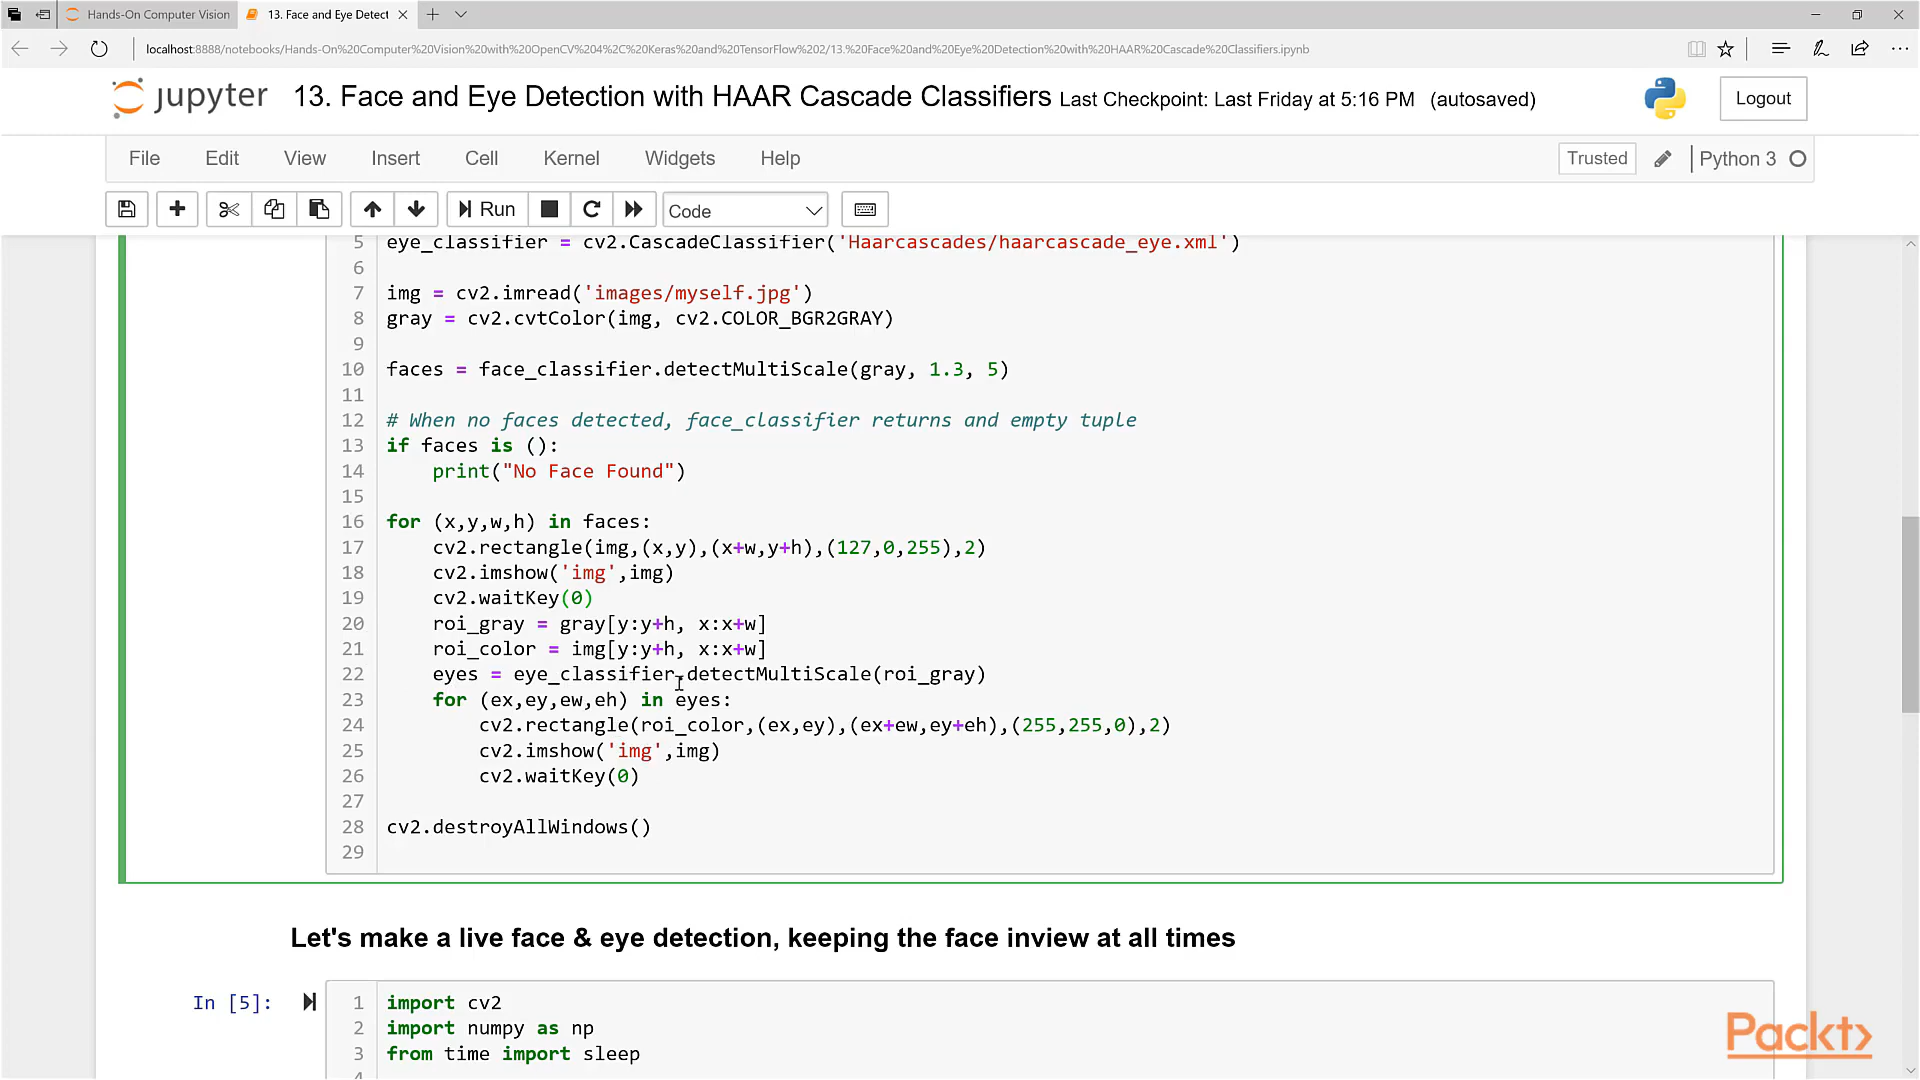 Hands-On Computer Vision
13. Face and Eye Detect
localhost:8888/notebooks/Hands-On%20Computer%20Vision%20with%20OpenCV%204%2C%20Keras%20and%20TensorFlow%202/13.%20Face%20and%20Eye%20Detection%20with%20HAAR%20Cascade%20Classifiers.ipynb
jupyter 13. Face and Eye Detection with HAAR Cascade Classifiers Last Checkpoint: Last Friday at 5:16 PM (autosaved)
Logout
File Edit View Insert Cell Kernel Widgets Help Trusted Python 3
Run Code
5 eye_classifier = cv2.CascadeClassifier('Haarcascades/haarcascade_eye.xml')
6
7 img = cv2.imread('images/myself.jpg')
8 gray = cv2.cvtColor(img, cv2.COLOR_BGR2GRAY)
9
10 faces = face_classifier.detectMultiScale(gray, 1.3, 5)
11
12 # When no faces detected, face_classifier returns and empty tuple
13 if faces is ():
14     print("No Face Found")
15
16 for (x,y,w,h) in faces:
17     cv2.rectangle(img,(x,y),(x+w,y+h),(127,0,255),2)
18     cv2.imshow('img',img)
19     cv2.waitKey(0)
20     roi_gray = gray[y:y+h, x:x+w]
21     roi_color = img[y:y+h, x:x+w]
22     eyes = eye_classifier.detectMultiScale(roi_gray)
23     for (ex,ey,ew,eh) in eyes:
24         cv2.rectangle(roi_color,(ex,ey),(ex+ew,ey+eh),(255,255,0),2)
25         cv2.imshow('img',img)
26         cv2.waitKey(0)
27
28 cv2.destroyAllWindows()
29
Let's make a live face & eye detection, keeping the face inview at all times
In [5]:
1 import cv2
2 import numpy as np
3 from time import sleep
Packt>